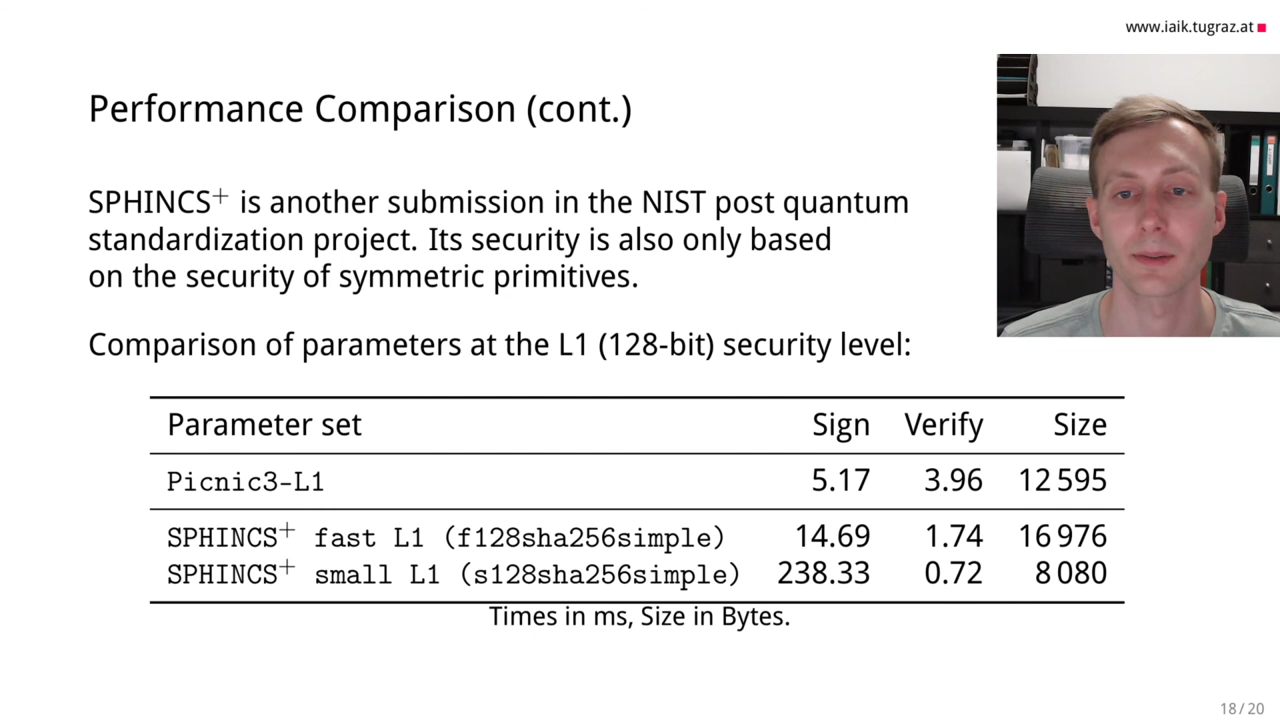 www.iaik.tugraz.at
Performance Comparison (cont.)
SPHINCS+ is another submission in the NIST post quantum
standardization project. Its security is also only based
on the security of symmetric primitives.
Comparison of parameters at the L1 (128-bit) security level:
Parameter set Sign Verify Size
Picnic3-L1 5.17 3.96 12 595
SPHINCS+ fast L1 (f128sha256simple) 14.69 1.74 16 976
SPHINCS+ small L1 (s128sha256simple) 238.33 0.72 8 080
Times in ms, Size in Bytes.
18 / 20